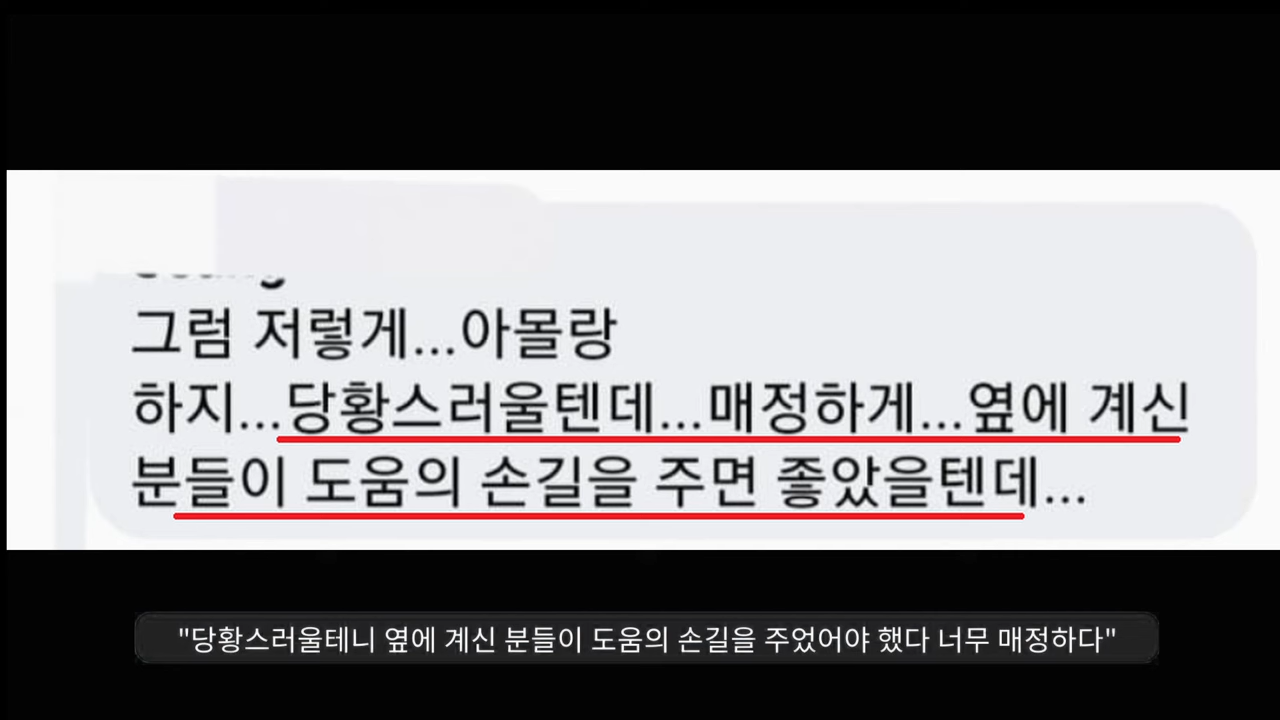 그럼 저렇게...아몰랑
하지...당황스러울텐데...매정하게...옆에 계신
분들이 도움의 손길을 주면 좋았을텐데...
"당황스러울테니 옆에 계신 분들이 도움의 손길을 주었어야 했다 너무 매정하다"